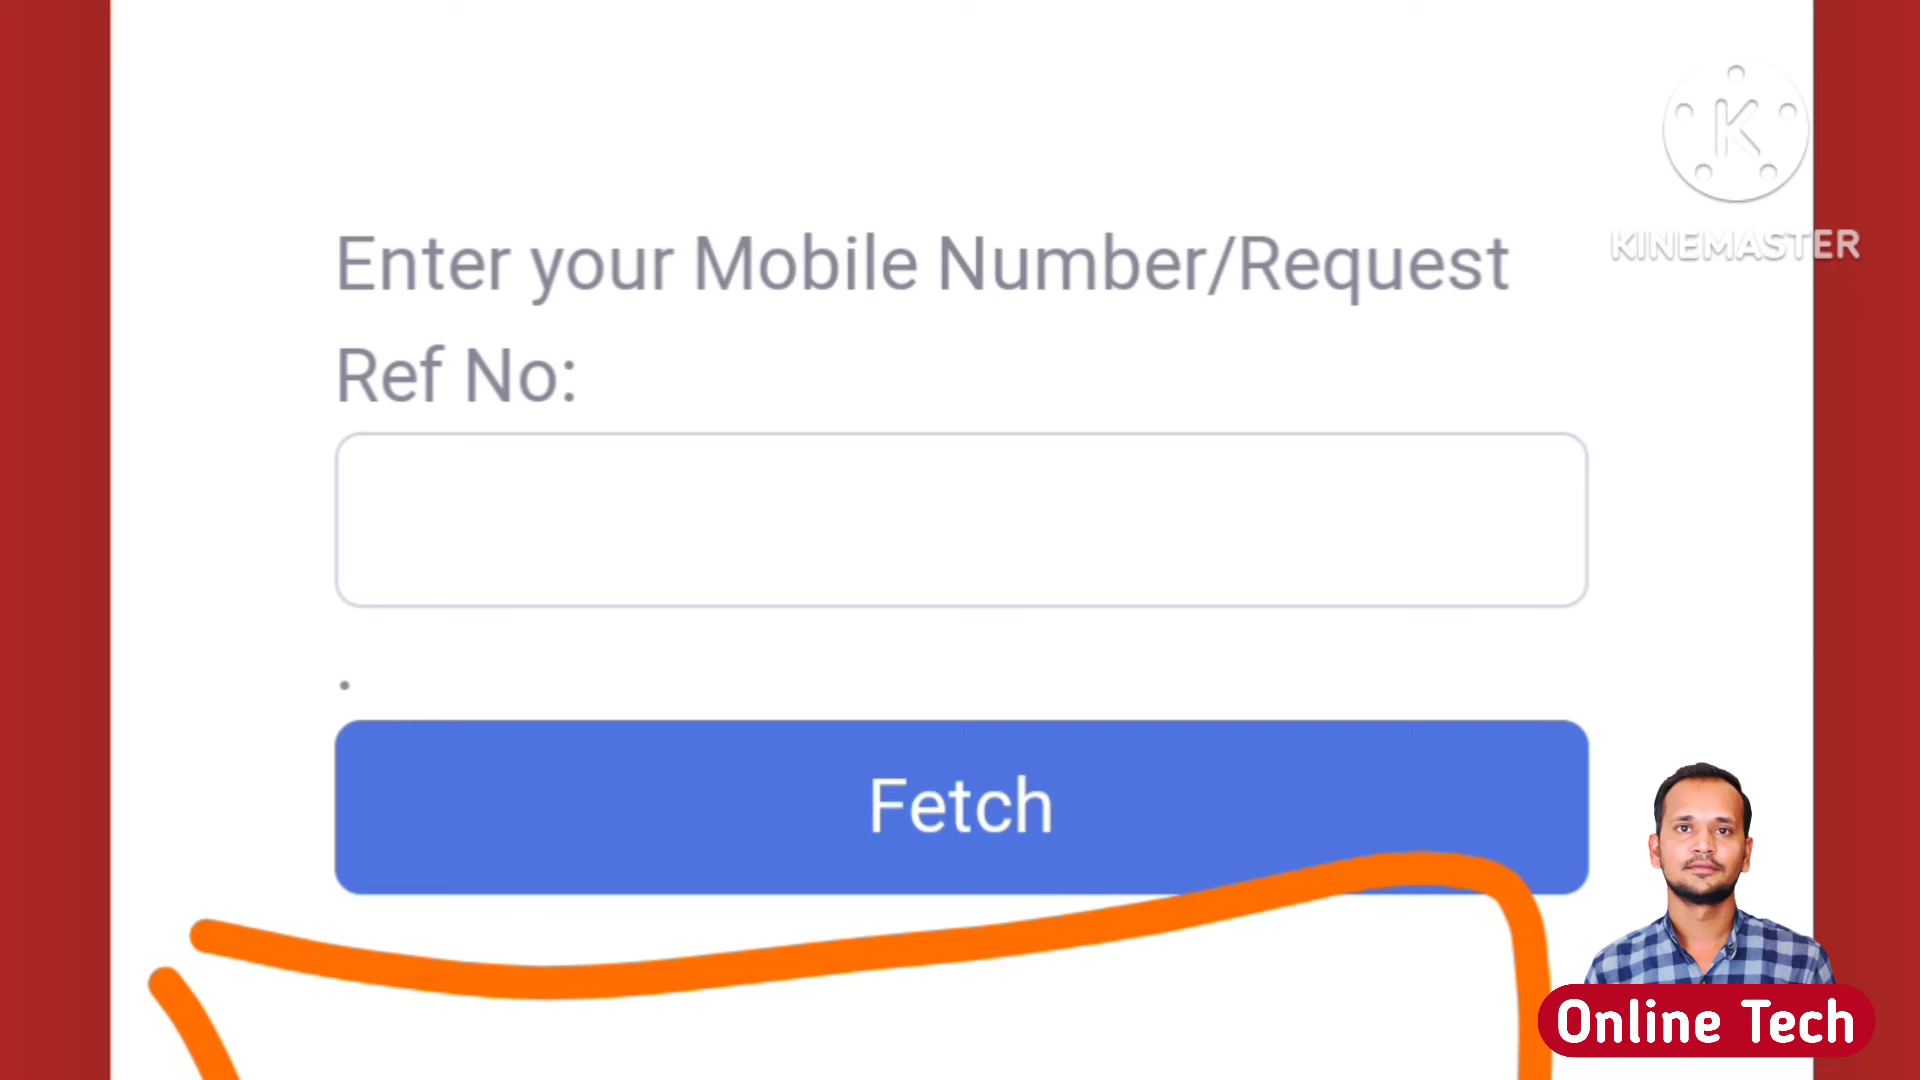 Enter your Mobile Number/Request
Ref No:
.
Fetch
KINEMASTER
Online Tech